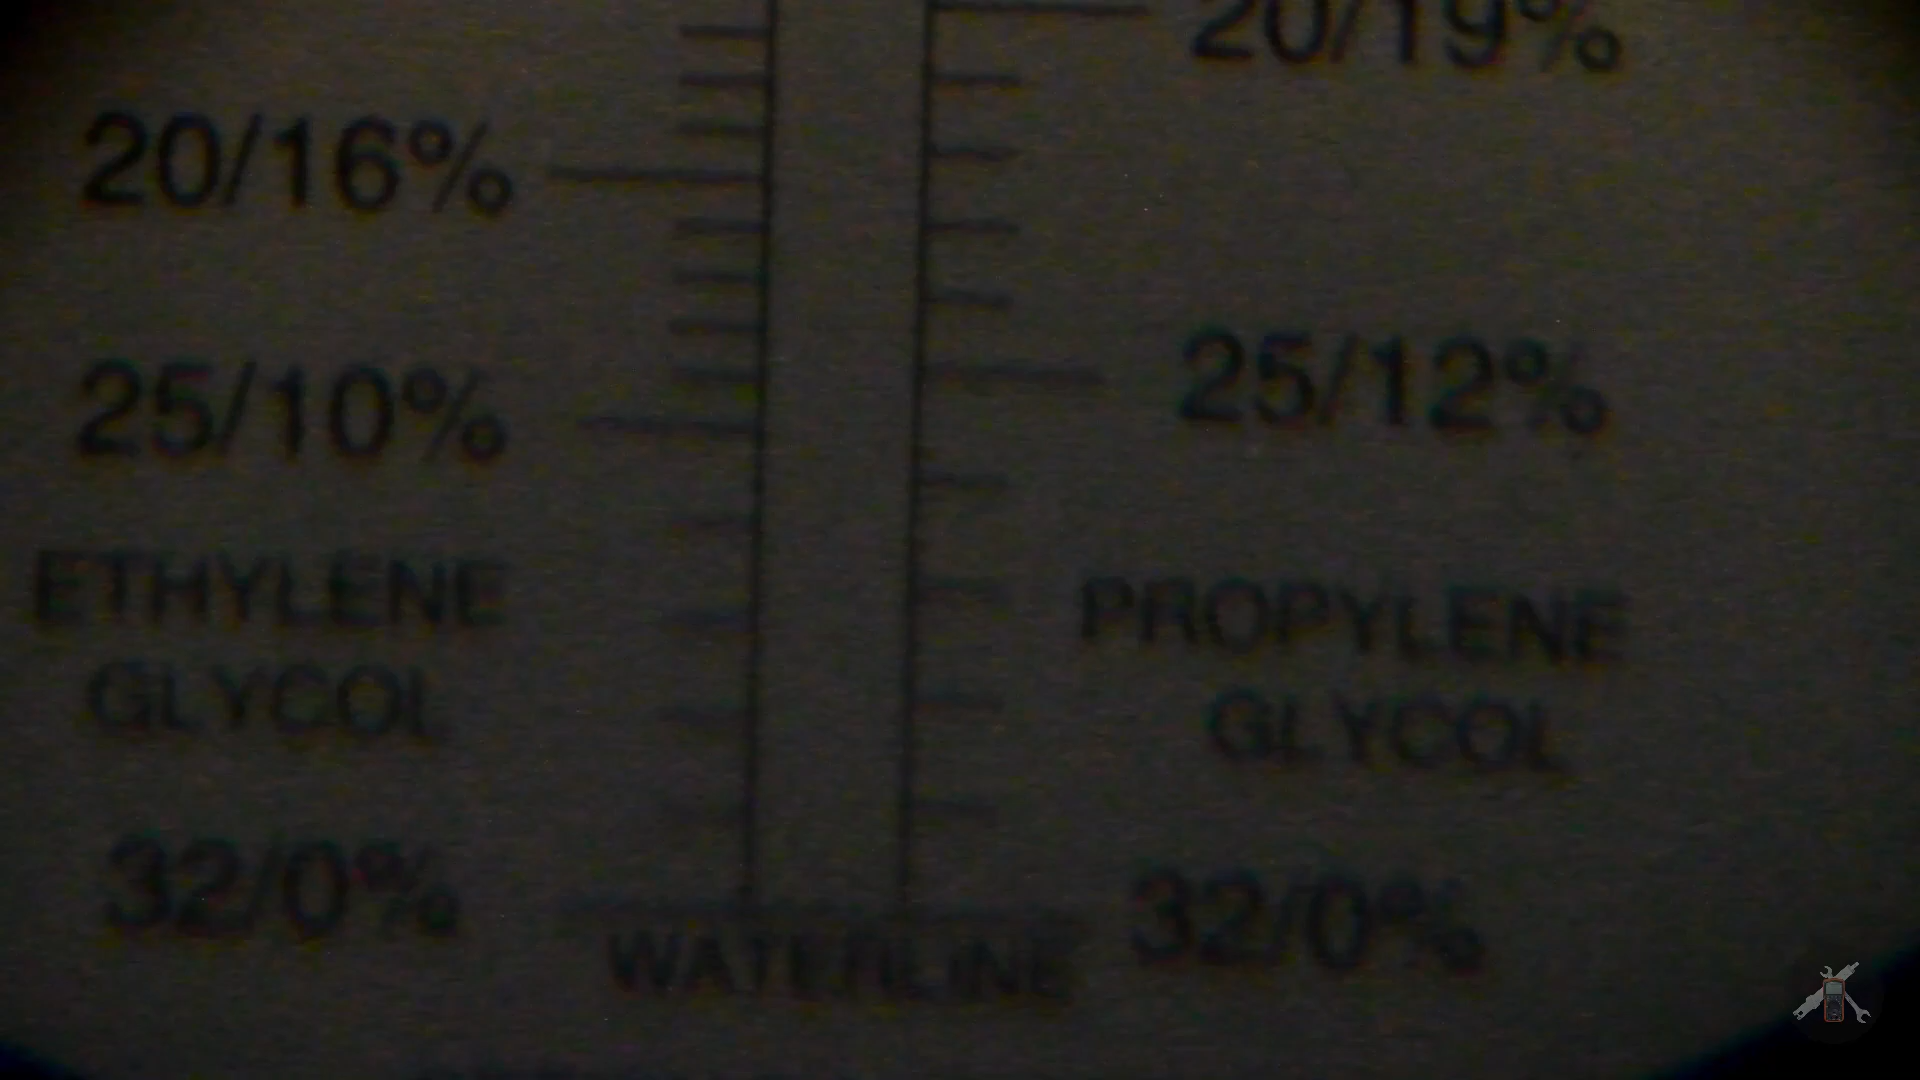 20/19%
20/16%
25/12%
25/10%
ETHYLENE
GLYCOL
PROPYLENE
GLYCOL
32/0%
WATERLINE
32/0%